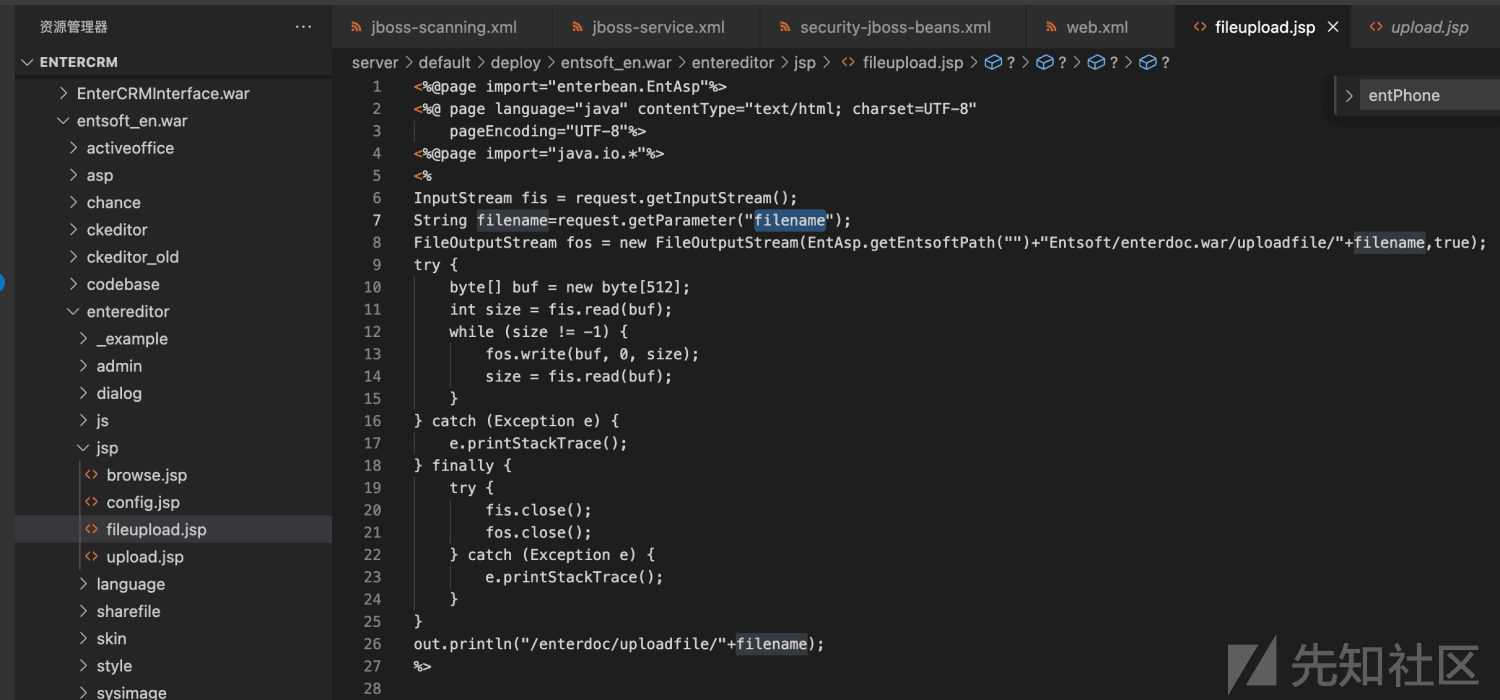 资源管理器 ···
jboss-scanning.xml jboss-service.xml security-jboss-beans.xml web.xml fileupload.jsp upload.jsp
ENTERCRM
server > default > deploy > entsoft_en.war > entereditor > jsp > fileupload.jsp > ? > ? > ? > ?
EnterCRMInterface.war
entsoft_en.war
activeoffice
asp
chance
ckeditor
ckeditor_old
codebase
entereditor
_example
admin
dialog
js
jsp
browse.jsp
config.jsp
fileupload.jsp
upload.jsp
language
sharefile
skin
style
sysimage
entPhone
1 <%@page import="enterbean.EntAsp"%>
2 <%@ page language="java" contentType="text/html; charset=UTF-8"
3     pageEncoding="UTF-8"%>
4 <%@page import="java.io.*"%>
5 <%
6 InputStream fis = request.getInputStream();
7 String filename=request.getParameter("filename");
8 FileOutputStream fos = new FileOutputStream(EntAsp.getEntsoftPath("")+"Entsoft/enterdoc.war/uploadfile/"+filename,true);
9 try {
10     byte[] buf = new byte[512];
11     int size = fis.read(buf);
12     while (size != -1) {
13         fos.write(buf, 0, size);
14         size = fis.read(buf);
15     }
16 } catch (Exception e) {
17     e.printStackTrace();
18 } finally {
19     try {
20         fis.close();
21         fos.close();
22     } catch (Exception e) {
23         e.printStackTrace();
24     }
25 }
26 out.println("/enterdoc/uploadfile/"+filename);
27 %>
28
先知社区